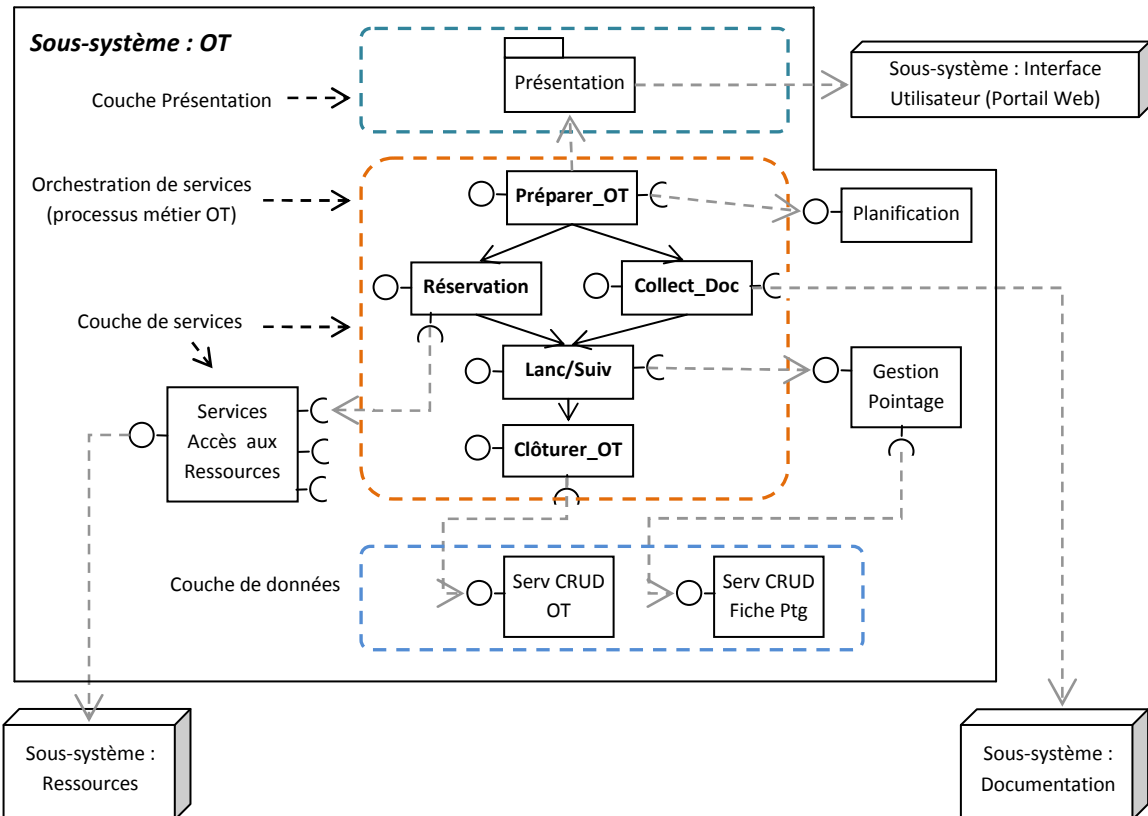 Sous-système : OT
Présentation
Sous-système : Interface
Utilisateur (Portail Web)
Couche Présentation
Orchestration de services
(processus métier OT)
Préparer_OT
Planification
Réservation
Collect_Doc
Couche de services
Lanc/Suiv
Gestion
Pointage
Services
Accès aux
Ressources
Clôturer_OT
Couche de données
Serv CRUD
OT
Serv CRUD
Fiche Ptg
Sous-système :
Ressources
Sous-système :
Documentation